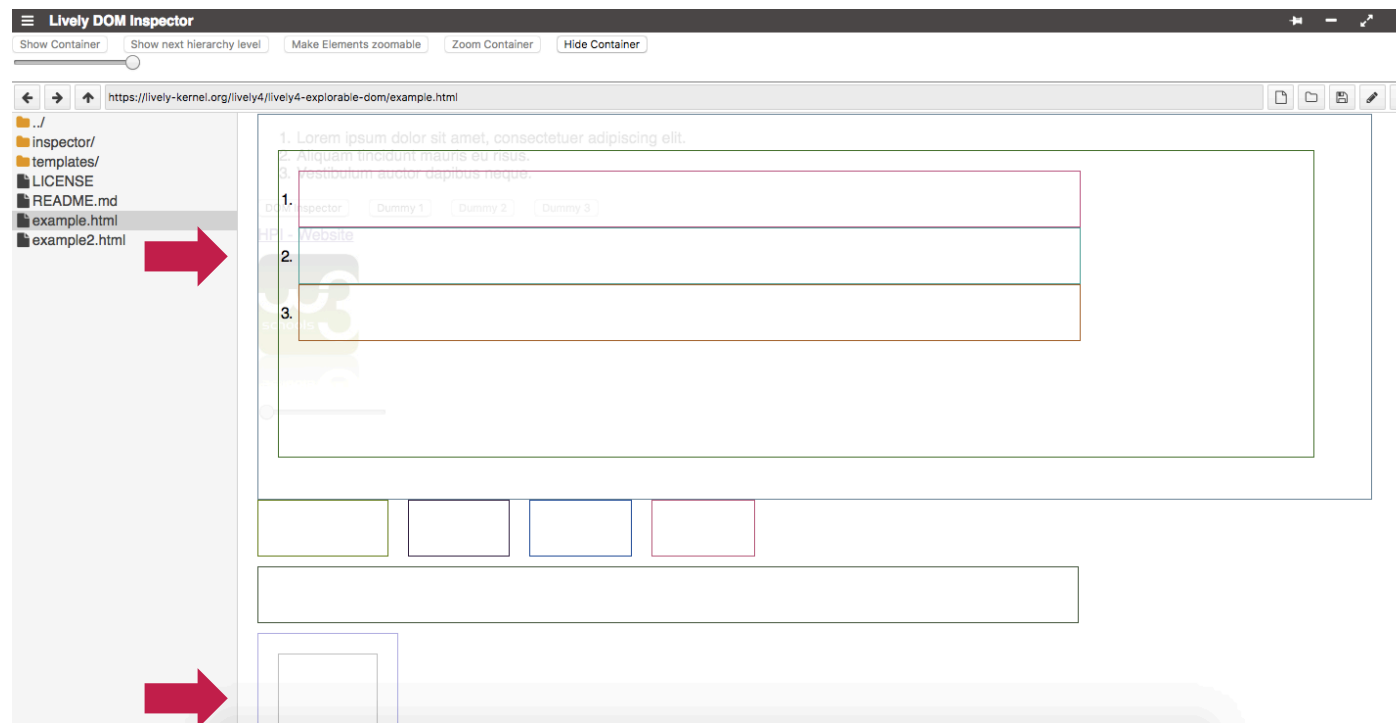 Lively DOM Inspector
Show Container Show next hierarchy level Make Elements zoomable Zoom Container Hide Container
https://lively-kernel.org/lively4/lively4-explorable-dom/example.html
../
inspector/
templates/
LICENSE
README.md
example.html
example2.html
1. Lorem ipsum dolor sit amet, consectetuer adipiscing elit.
2. Aliquam tincidunt mauris eu risus.
3. Vestibulum auctor dapibus neque.
1.
DOM Inspector Dummy 1 Dummy 2 Dummy 3
HPI - Website
2.
3.
schools